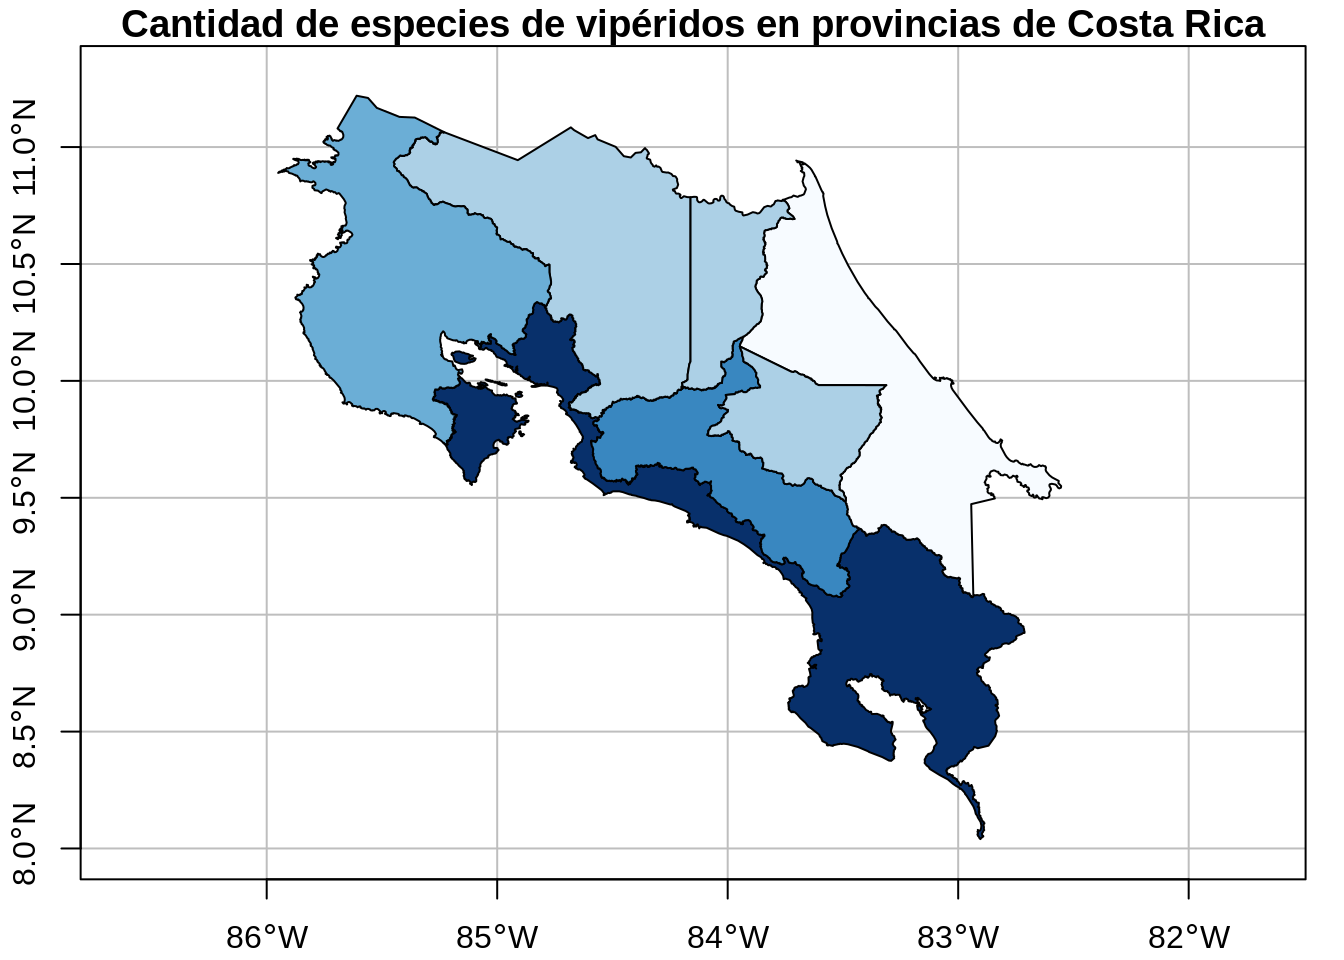 Cantidad de especies de vipéridos en provincias de Costa Rica
11.0°N
10.5°N
10.0°N
9.5°N
9.0°N
8.5°N
8.0°N
86°W
85°W
84°W
83°W
82°W